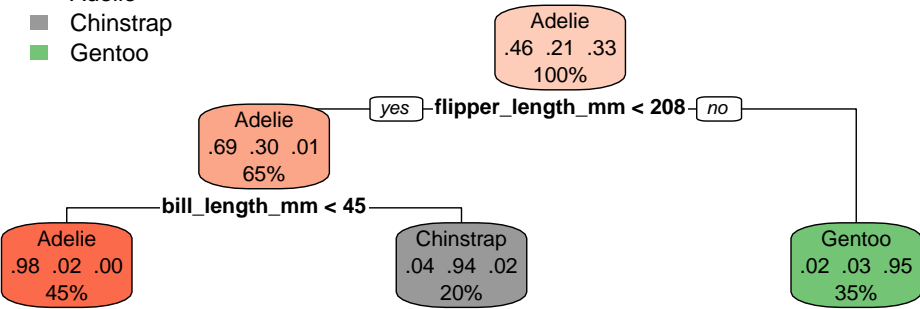 Adelie
Chinstrap
Gentoo
Adelie
.46 .21 .33
100%
yes flipper_length_mm < 208 no
Adelie
.69 .30 .01
65%
bill_length_mm < 45
Adelie
.98 .02 .00
45%
Chinstrap
.04 .94 .02
20%
Gentoo
.02 .03 .95
35%